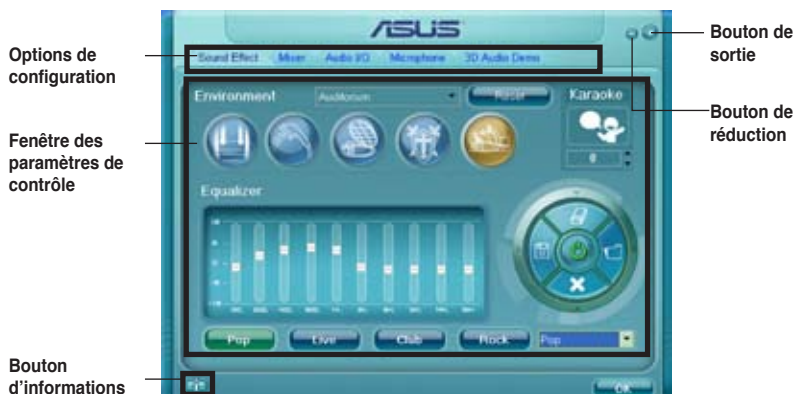 ASUS
Options de configuration
Sound Effect Mixer Audio I/O Microphone 3D Audio Demo
Bouton de sortie
Environment Auditorium Reset Karaoke
0
Bouton de réduction
Fenêtre des paramètres de contrôle
Equalizer
Pop Live Club Rock Pop
Bouton d'informations
OK